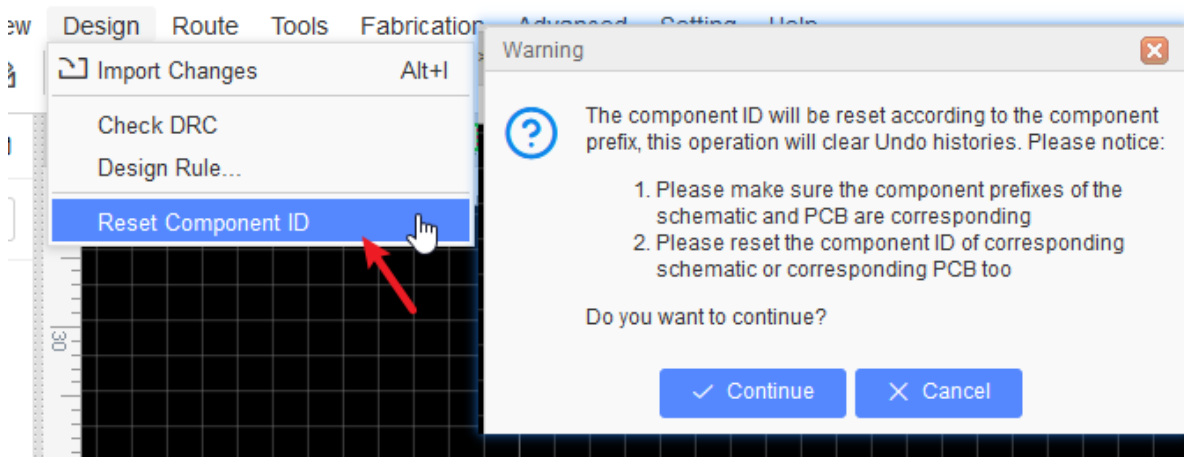 Design Route Tools Fabrication
Warning
Import Changes Alt+I
Check DRC
Design Rule...
Reset Component ID
30
The component ID will be reset according to the component
prefix, this operation will clear Undo histories. Please notice:
1. Please make sure the component prefixes of the
schematic and PCB are corresponding
2. Please reset the component ID of corresponding
schematic or corresponding PCB too
Do you want to continue?
Continue
Cancel